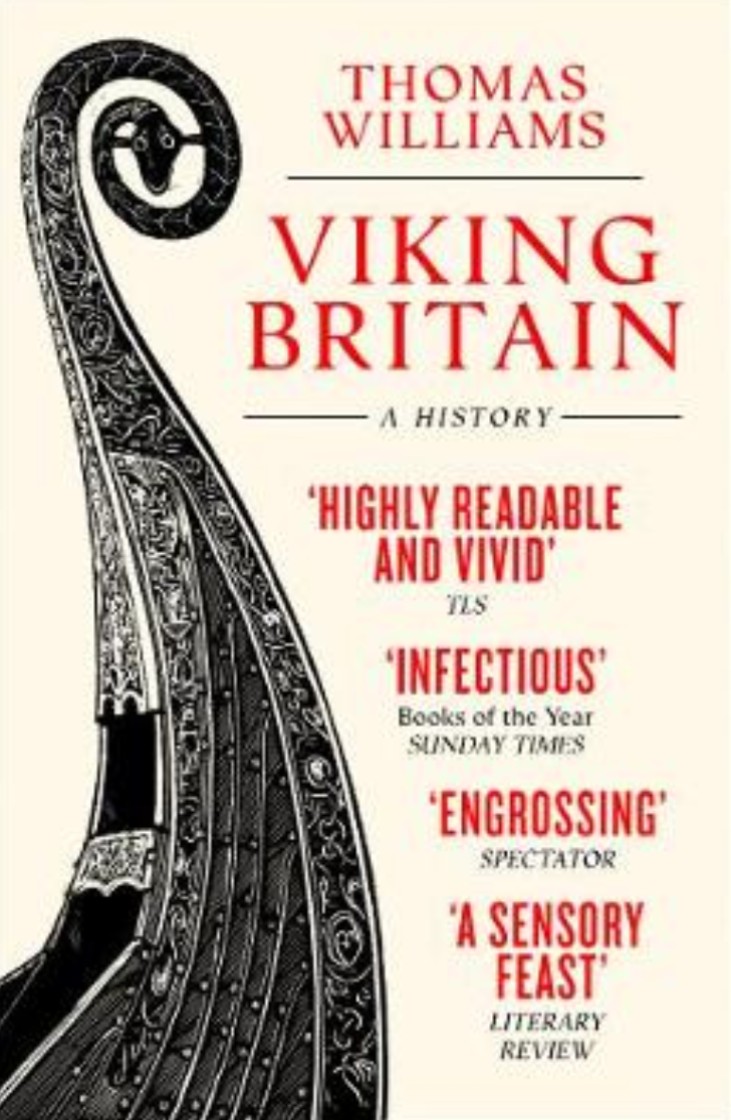 THOMAS
WILLIAMS
VIKING
BRITAIN
A HISTORY
‘HIGHLY READABLE
AND VIVID’
TLS
‘INFECTIOUS’
Books of the Year
SUNDAY TIMES
‘ENGROSSING’
SPECTATOR
‘A SENSORY
FEAST’
LITERARY
REVIEW